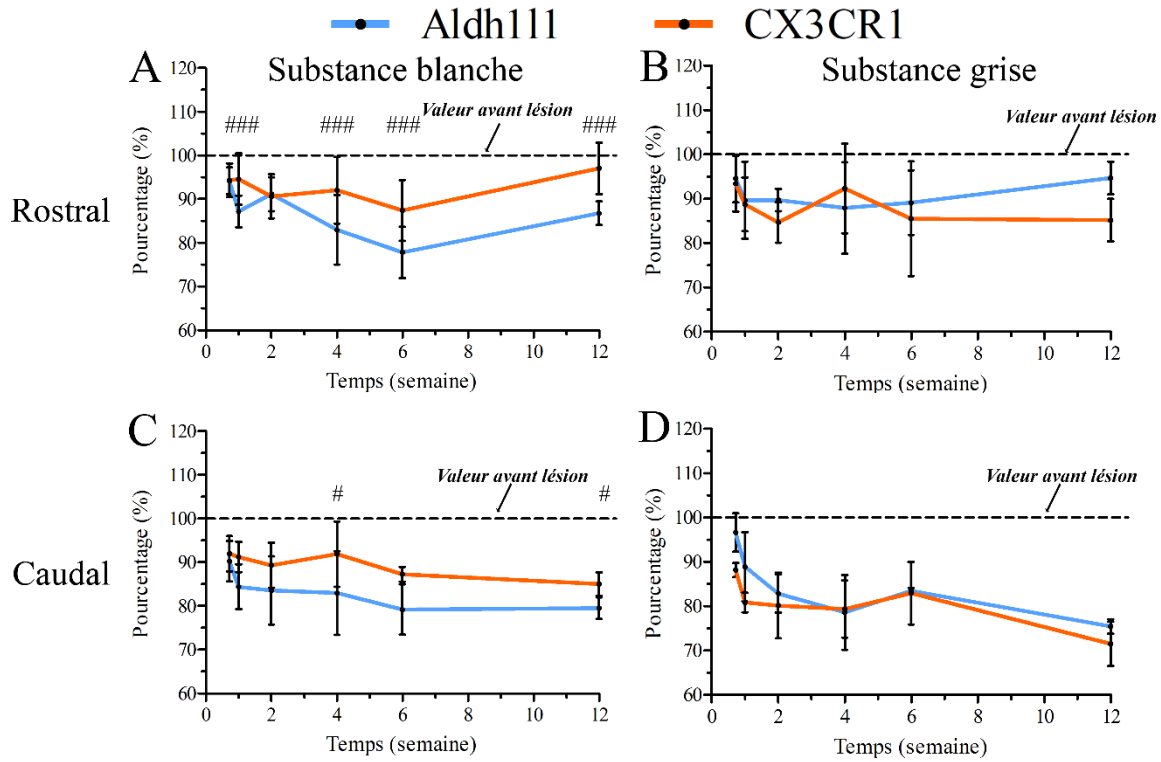 Aldh1l1 CX3CR1
A Substance blanche
Valeur avant lésion
### ### ### ###
Pourcentage (%)
120
110
100
90
80
70
60
0 2 4 6 8 10 12
Temps (semaine)
B Substance grise
Valeur avant lésion
Pourcentage (%)
120
110
100
90
80
70
60
0 2 4 6 8 10 12
Temps (semaine)
Rostral
C
Valeur avant lésion
# #
Pourcentage (%)
120
110
100
90
80
70
60
0 2 4 6 8 10 12
Temps (semaine)
D
Valeur avant lésion
Pourcentage (%)
120
110
100
90
80
70
60
0 2 4 6 8 10 12
Temps (semaine)
Caudal